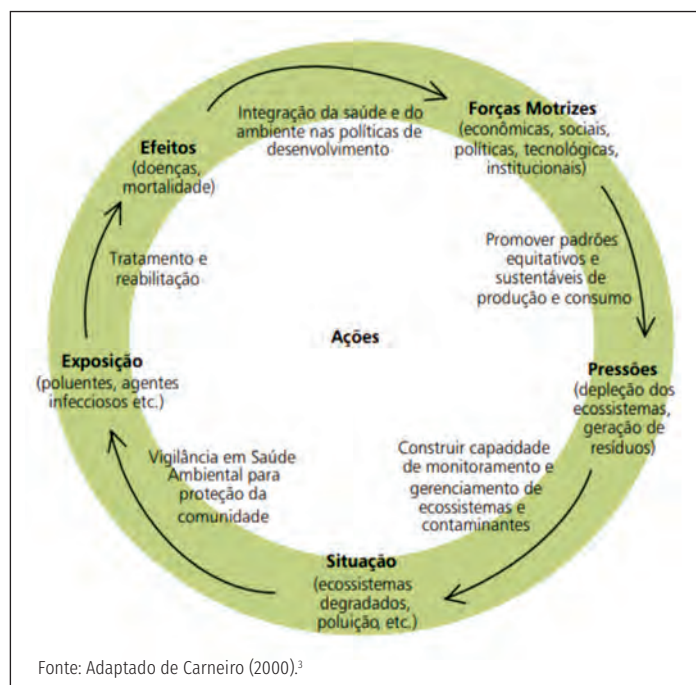 Integração da saúde e do
ambiente nas políticas de
desenvolvimento
Forças Motrizes
(econômicas, sociais,
políticas, tecnológicas,
institucionais)
Promover padrões
equitativos e
sustentáveis de
produção e consumo
Pressões
(depleção dos
ecossistemas,
geração de
resíduos)
Construir capacidade
de monitoramento e
gerenciamento de
ecossistemas e
contaminantes
Situação
(ecossistemas
degradados,
poluição, etc.)
Vigilância em Saúde
Ambiental para
proteção da
comunidade
Exposição
(poluentes, agentes
infecciosos etc.)
Tratamento e
reabilitação
Efeitos
(doenças,
mortalidade)
Ações
Fonte: Adaptado de Carneiro (2000).³